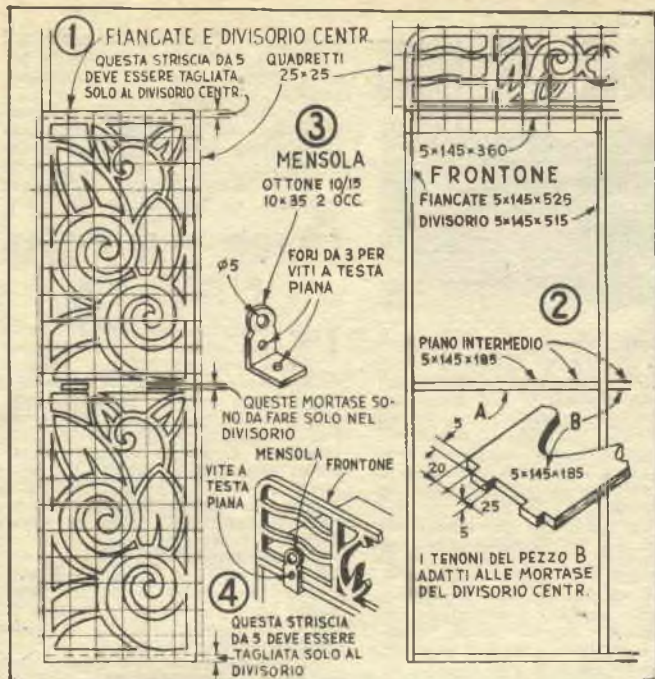 1 FIANCATE E DIVISORIO CENTR.
QUESTA STRISCIA DA 5
DEVE ESSERE TAGLIATA
SOLO AL DIVISORIO CENTR.
QUADRETTI
25×25
3
MENSOLA
OTTONE 10/15
10×35 2 OCC.
FORI DA 3 PER
VITI A TESTA
PIANA
Ø5
QUESTE MORTASE SO-
NO DA FARE SOLO NEL
DIVISORIO
MENSOLA
FRONTONE
VITE A
TESTA
PIANA
4
QUESTA STRISCIA
DA 5 DEVE ESSERE
TAGLIATA SOLO AL
DIVISORIO
5×145×360
FRONTONE
FIANCATE 5×145×525
DIVISORIO 5×145×515
2
PIANO INTERMEDIO
5×145×185
A
B
5
20
25
5
5×145×185
I TENONI DEL PEZZO B
ADATTI ALLE MORTASE
DEL DIVISORIO CENTR.